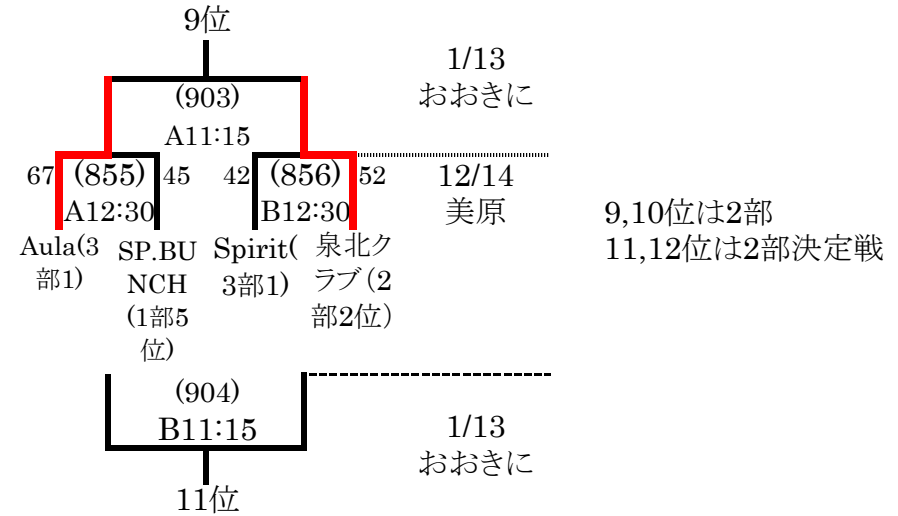 9位
1/13
おおきに
(903)
A11:15
67 (855) 45 42 (856) 52 12/14
A12:30 B12:30 美原
9,10位は2部
11,12位は2部決定戦
Aula(3
部1)
SP.BU
NCH
(1部5
位)
Spirit(
3部1)
泉北ク
ラブ(2
部2位)
(904)
B11:15
1/13
おおきに
11位